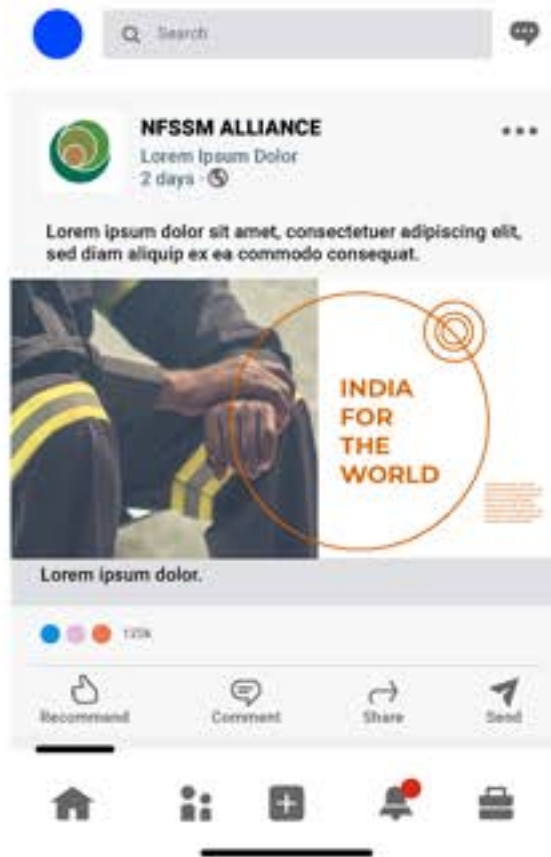 Search
NFSSM ALLIANCE
Lorem Ipsum Dolor
2 days ·
Lorem ipsum dolor sit amet, consectetuer adipiscing elit,
sed diam aliquip ex ea commodo consequat.
INDIA
FOR
THE
WORLD
Lorem ipsum dolor.
Recommend
Comment
Share
Send